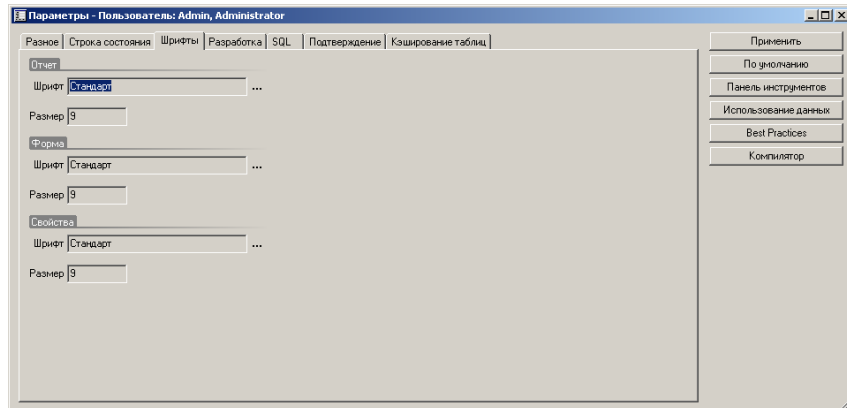 Параметры - Пользователь: Admin, Administrator
Разное Строка состояния Шрифты Разработка SQL Подтверждение Кэширование таблиц
Отчет
Шрифт Стандарт ...
Размер 9
Форма
Шрифт Стандарт ...
Размер 9
Свойства
Шрифт Стандарт ...
Размер 9
Применить
По умолчанию
Панель инструментов
Использование данных
Best Practices
Компилятор